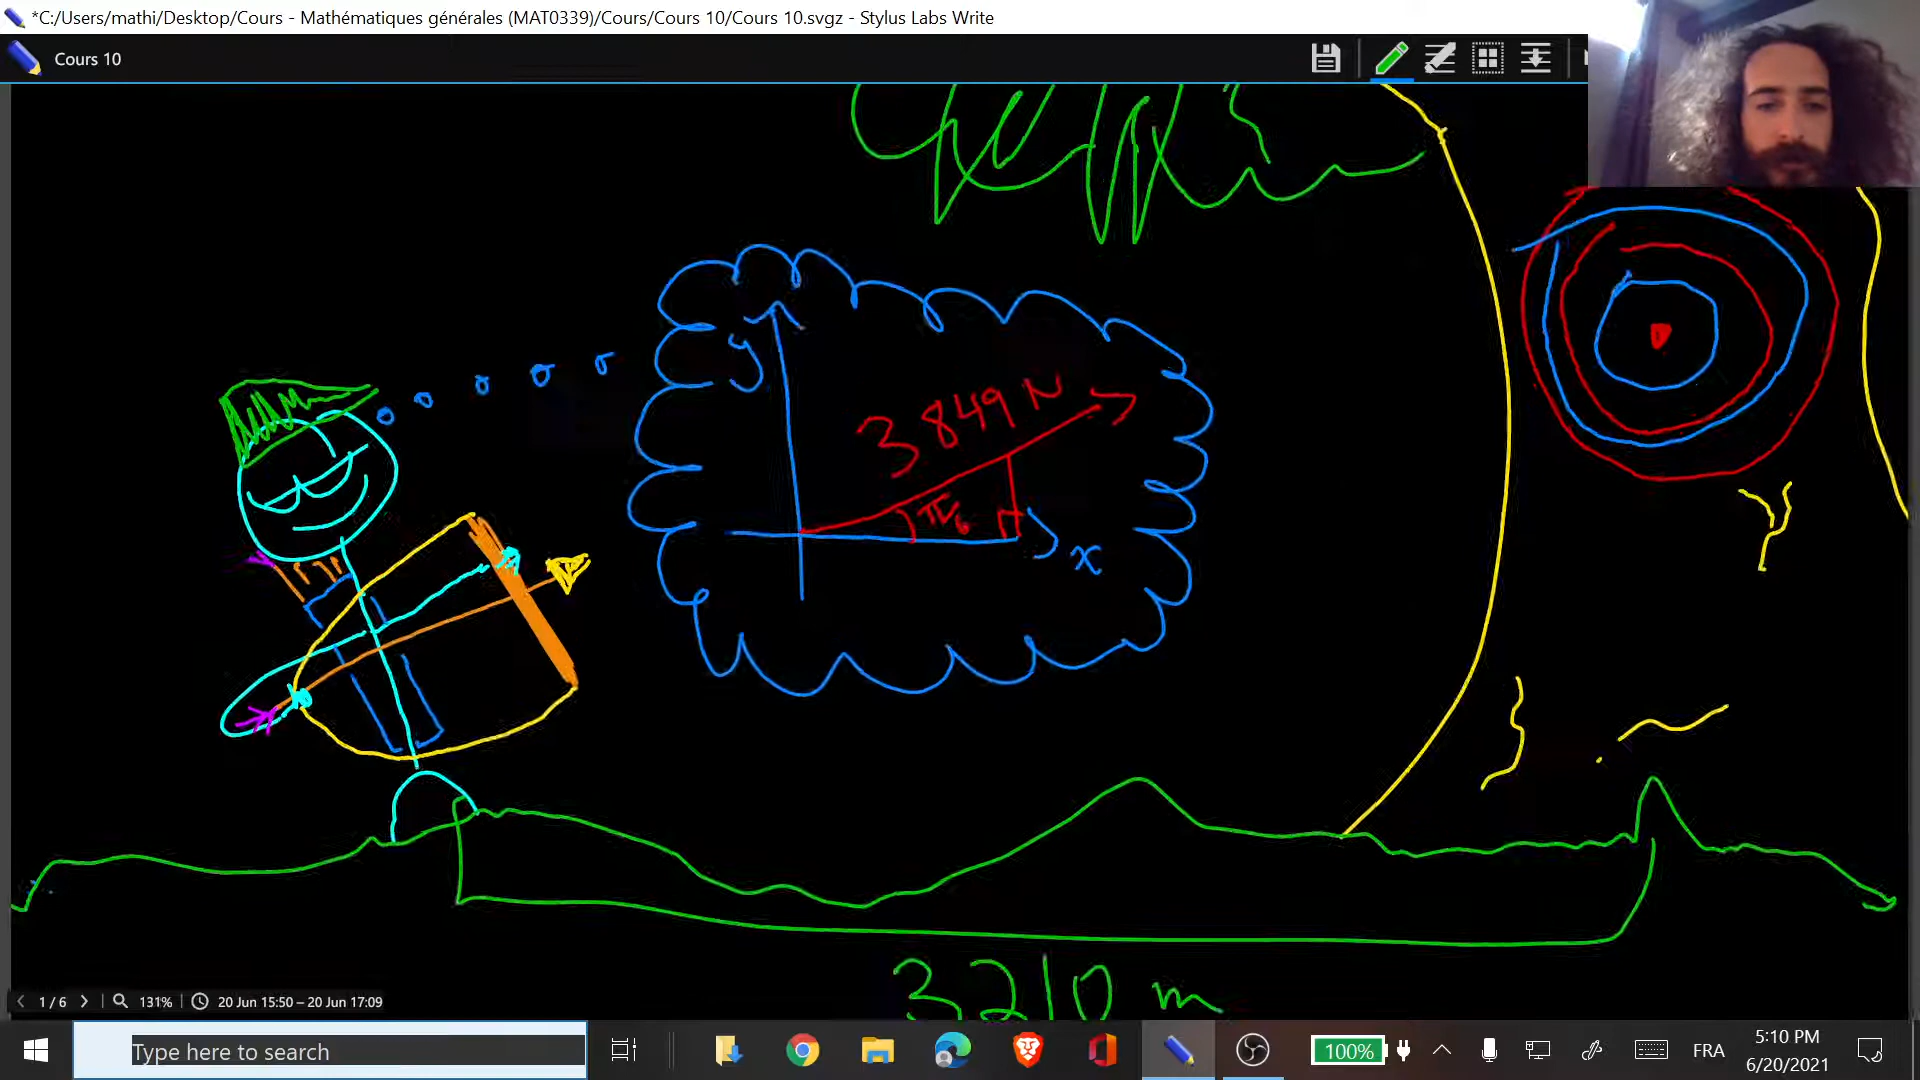 *C:/Users/mathi/Desktop/Cours - Mathématiques générales (MAT0339)/Cours/Cours 10/Cours 10.svgz - Stylus Labs Write
Cours 10
y
3849 N
π/6
x
3210 m
1 / 6
131%
20 Jun 15:50 – 20 Jun 17:09
Type here to search
100%
FRA
5:10 PM
6/20/2021